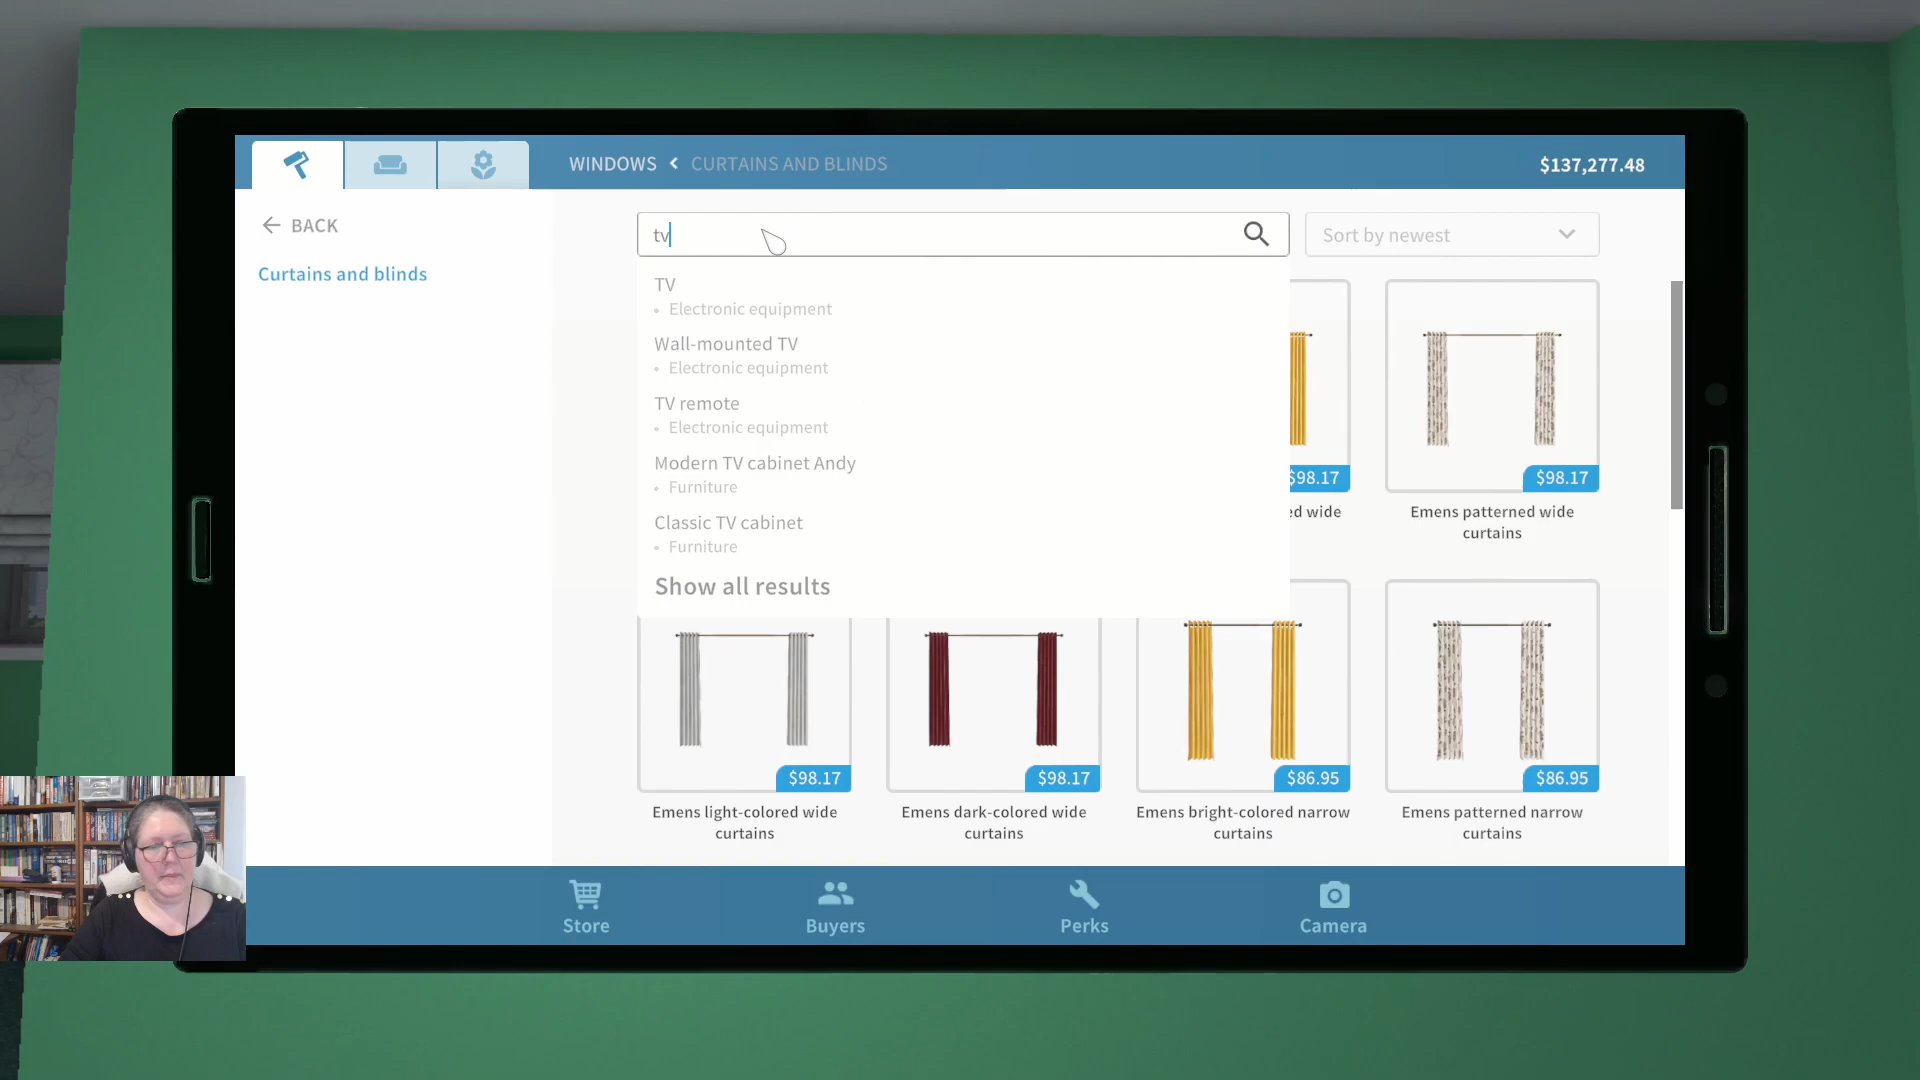 WINDOWS < CURTAINS AND BLINDS
$137,277.48
BACK
Curtains and blinds
tv
Sort by newest
TV
• Electronic equipment
Wall-mounted TV
• Electronic equipment
TV remote
• Electronic equipment
Modern TV cabinet Andy
• Furniture
Classic TV cabinet
• Furniture
Show all results
$98.17
$98.17
ed wide
Emens patterned wide
curtains
$98.17
$98.17
$86.95
$86.95
Emens light-colored wide
curtains
Emens dark-colored wide
curtains
Emens bright-colored narrow
curtains
Emens patterned narrow
curtains
Store
Buyers
Perks
Camera